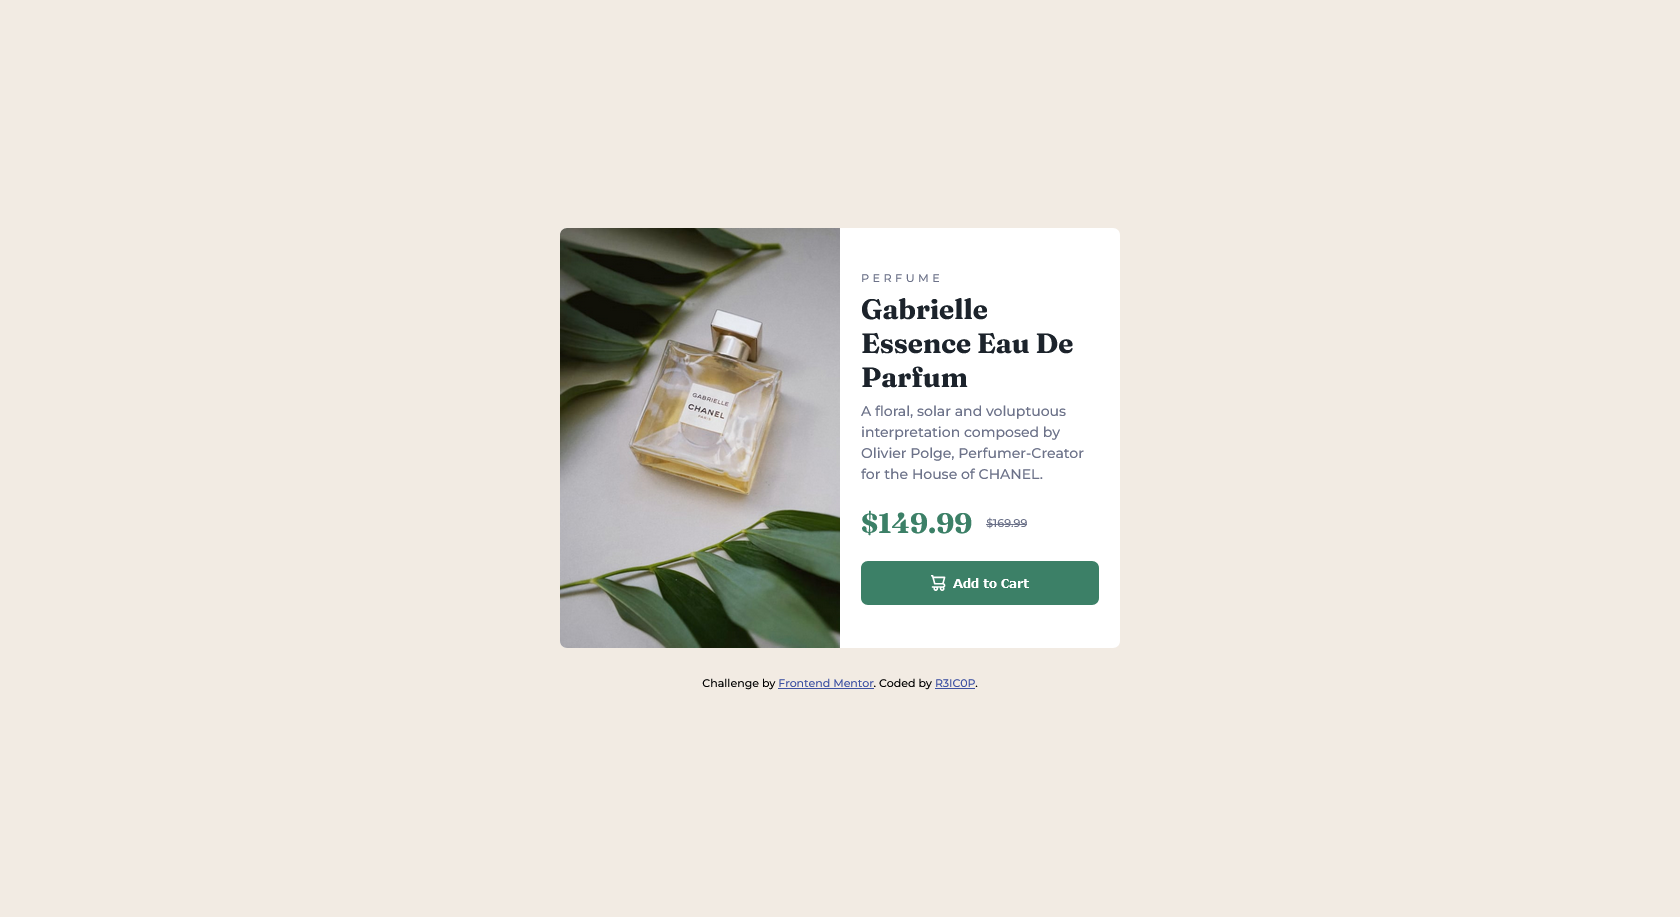 GABRIELLE
CHANEL
PARIS
PERFUME
Gabrielle
Essence Eau De
Parfum
A floral, solar and voluptuous
interpretation composed by
Olivier Polge, Perfumer-Creator
for the House of CHANEL.
$149.99 $169.99
Add to Cart
Challenge by Frontend Mentor. Coded by R3IC0P.